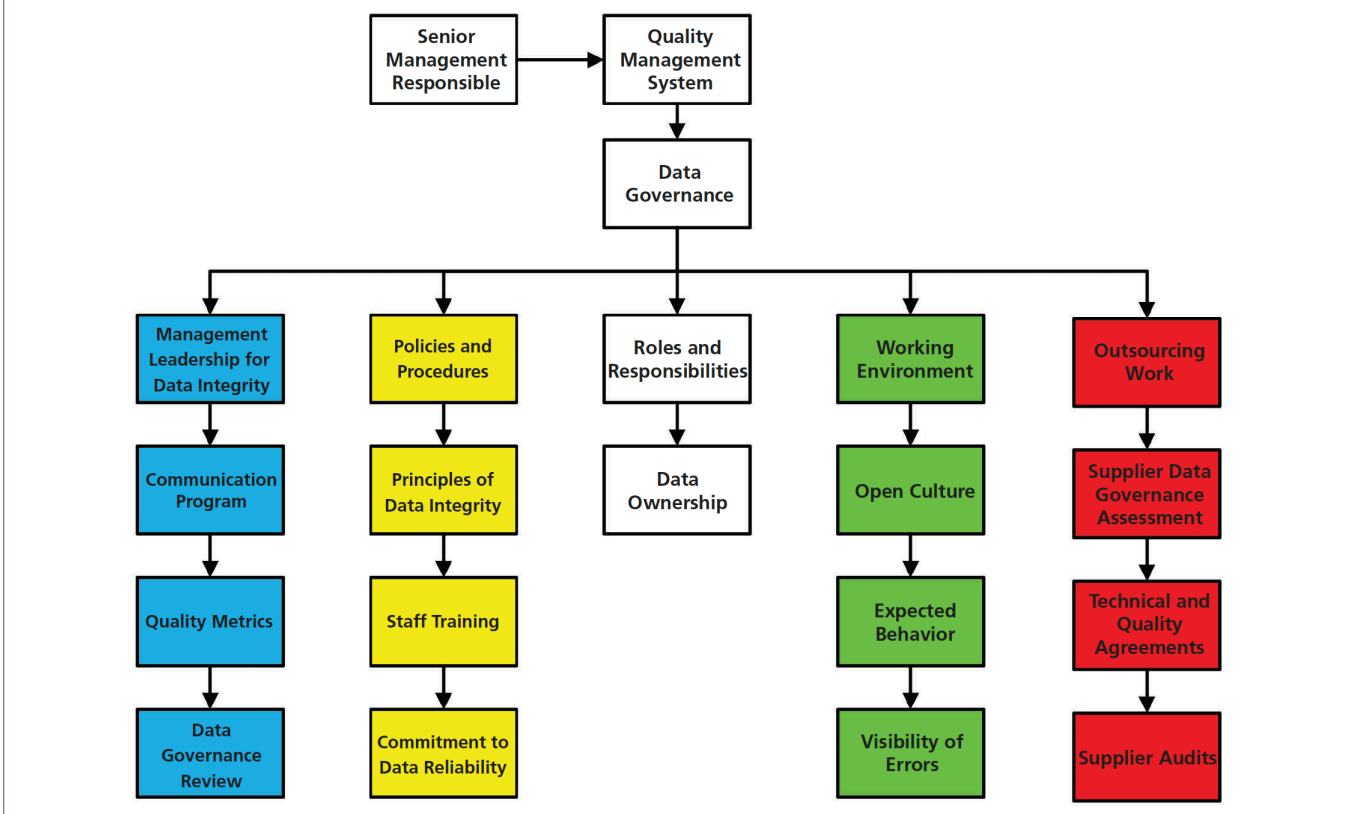 Senior
Management
Responsible
Quality
Management
System
Data
Governance
Management
Leadership for
Data Integrity
Policies and
Procedures
Roles and
Responsibilities
Working
Environment
Outsourcing
Work
Communication
Program
Principles of
Data Integrity
Data
Ownership
Open Culture
Supplier Data
Governance
Assessment
Quality Metrics
Staff Training
Expected
Behavior
Technical and
Quality
Agreements
Data
Governance
Review
Commitment to
Data Reliability
Visibility of
Errors
Supplier Audits